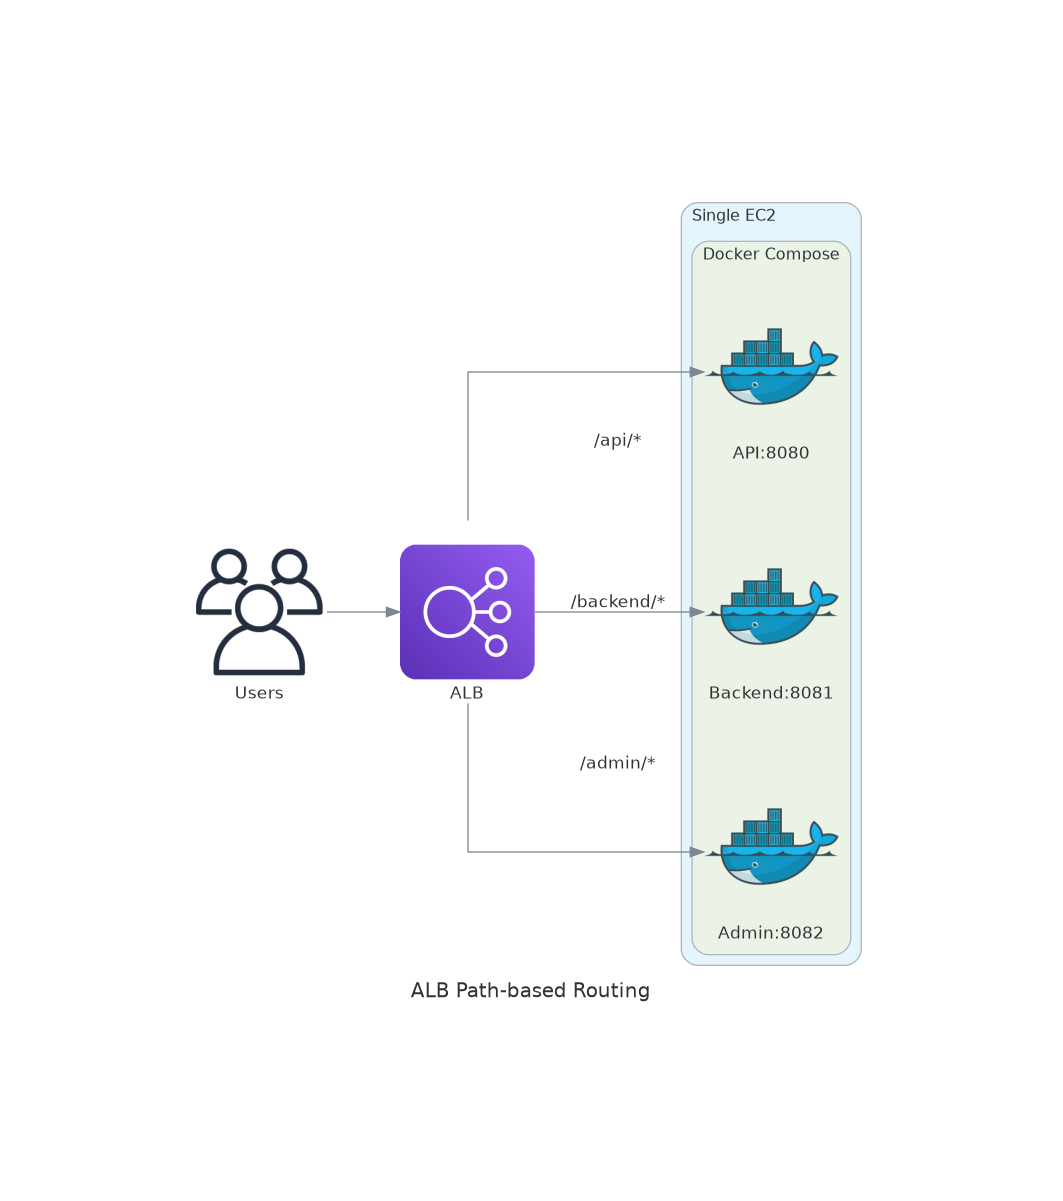 Single EC2
Docker Compose
/api/*
API:8080
/backend/*
Users
ALB
Backend:8081
/admin/*
Admin:8082
ALB Path-based Routing